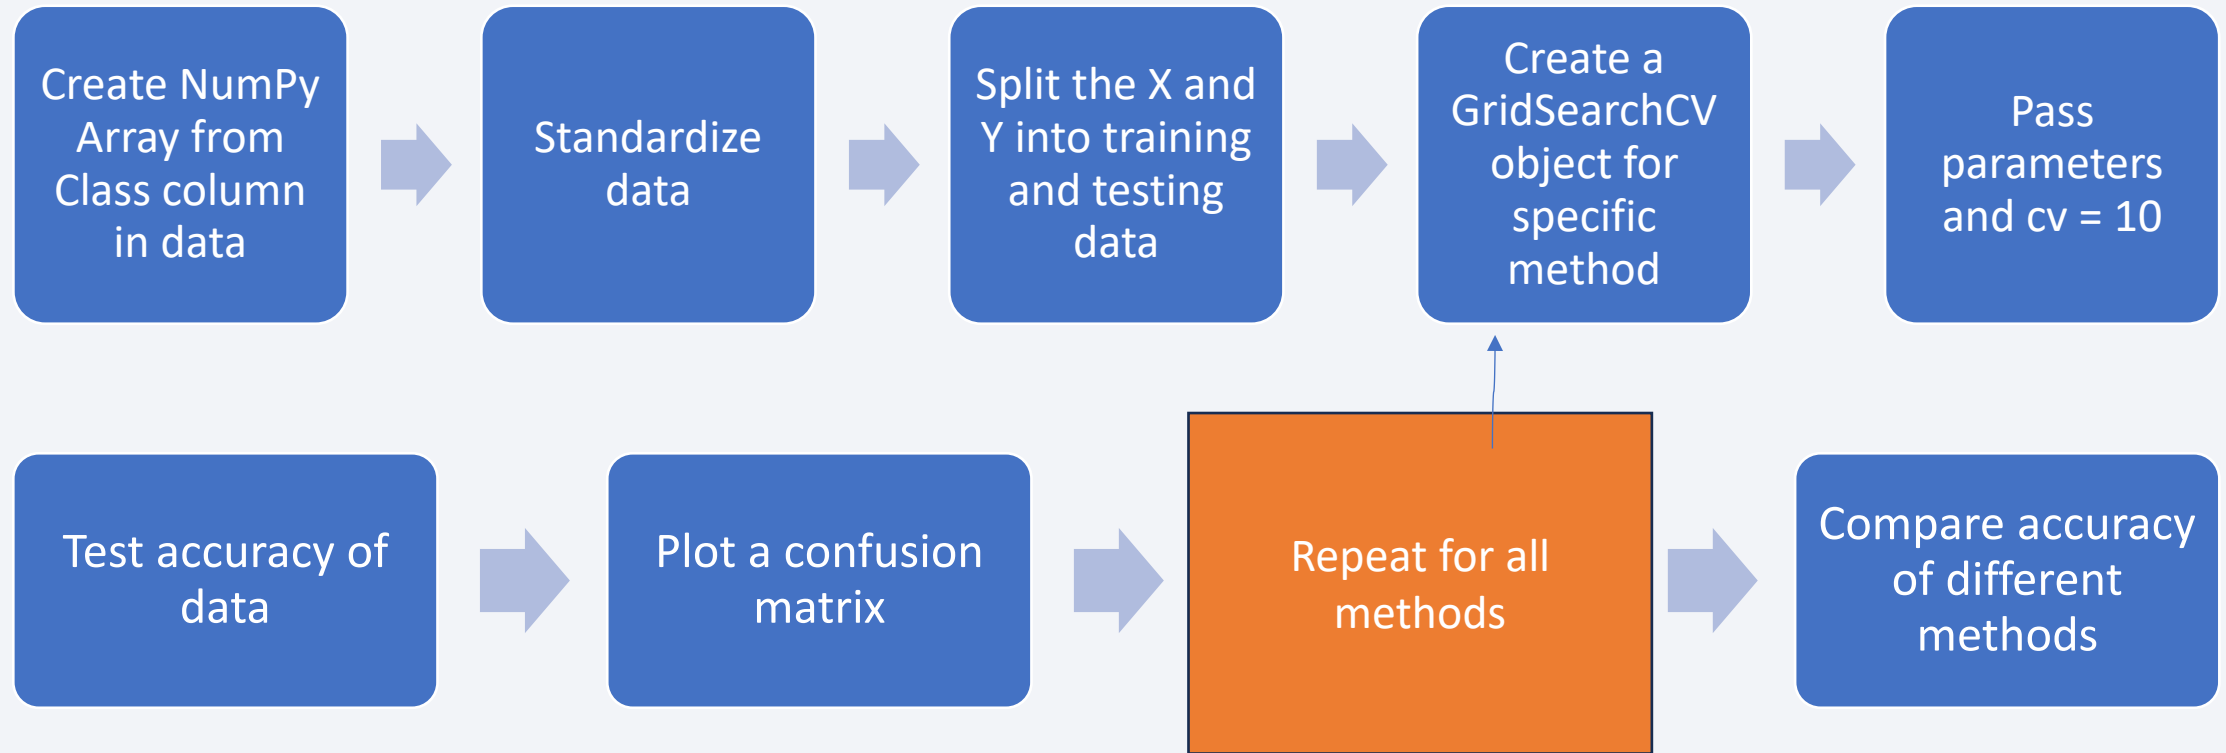 Create NumPy
Array from
Class column
in data
Standardize
data
Split the X and
Y into training
and testing
data
Create a
GridSearchCV
object for
specific
method
Pass
parameters
and cv = 10
Test accuracy of
data
Plot a confusion
matrix
Repeat for all
methods
Compare accuracy
of different
methods